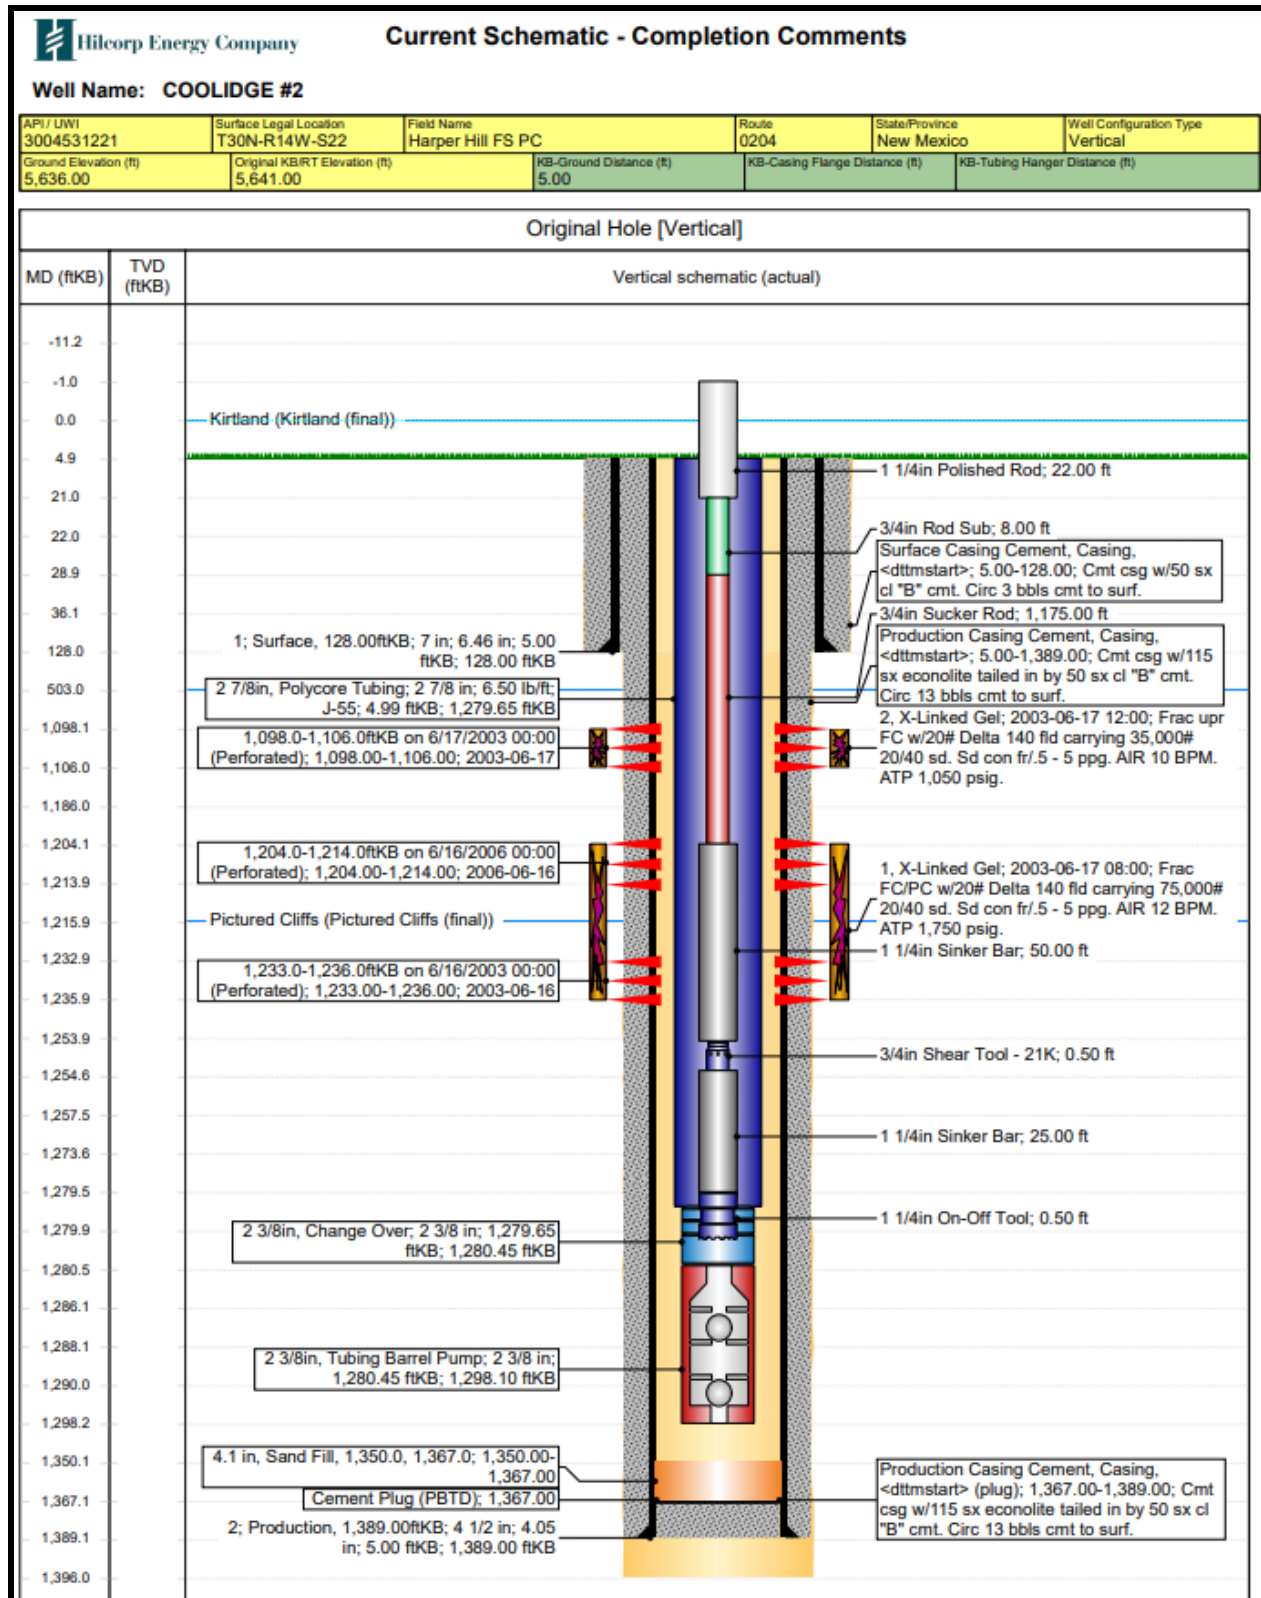 Hilcorp Energy Company
Current Schematic - Completion Comments
Well Name: COOLIDGE #2
API / UWI
3004531221
Surface Legal Location
T30N-R14W-S22
Field Name
Harper Hill FS PC
Route
0204
State/Province
New Mexico
Well Configuration Type
Vertical
Ground Elevation (ft)
5,636.00
Original KB/RT Elevation (ft)
5,641.00
KB-Ground Distance (ft)
5.00
KB-Casing Flange Distance (ft)
KB-Tubing Hanger Distance (ft)
Original Hole [Vertical]
MD (ftKB)
TVD
(ftKB)
Vertical schematic (actual)
-11.2
-1.0
0.0
4.9
21.0
22.0
28.9
36.1
128.0
503.0
1,098.1
1,106.0
1,186.0
1,204.1
1,213.9
1,215.9
1,232.9
1,235.9
1,253.9
1,254.6
1,257.5
1,273.6
1,279.5
1,279.9
1,280.5
1,286.1
1,288.1
1,290.0
1,298.2
1,350.1
1,367.1
1,389.1
1,396.0
Kirtland (Kirtland (final))
1; Surface, 128.00ftKB; 7 in; 6.46 in; 5.00
ftKB; 128.00 ftKB
2 7/8in, Polycore Tubing; 2 7/8 in; 6.50 lb/ft;
J-55; 4.99 ftKB; 1,279.65 ftKB
1,098.0-1,106.0ftKB on 6/17/2003 00:00
(Perforated); 1,098.00-1,106.00; 2003-06-17
1,204.0-1,214.0ftKB on 6/16/2006 00:00
(Perforated); 1,204.00-1,214.00; 2006-06-16
Pictured Cliffs (Pictured Cliffs (final))
1,233.0-1,236.0ftKB on 6/16/2003 00:00
(Perforated); 1,233.00-1,236.00; 2003-06-16
2 3/8in, Change Over; 2 3/8 in; 1,279.65
ftKB; 1,280.45 ftKB
2 3/8in, Tubing Barrel Pump; 2 3/8 in;
1,280.45 ftKB; 1,298.10 ftKB
4.1 in, Sand Fill, 1,350.0, 1,367.0; 1,350.00-
1,367.00
Cement Plug (PBTD); 1,367.00
2; Production, 1,389.00ftKB; 4 1/2 in; 4.05
in; 5.00 ftKB; 1,389.00 ftKB
1 1/4in Polished Rod; 22.00 ft
3/4in Rod Sub; 8.00 ft
Surface Casing Cement, Casing,
<dttmstart>; 5.00-128.00; Cmt csg w/50 sx
cl "B" cmt. Circ 3 bbls cmt to surf.
3/4in Sucker Rod; 1,175.00 ft
Production Casing Cement, Casing,
<dttmstart>; 5.00-1,389.00; Cmt csg w/115
sx econolite tailed in by 50 sx cl "B" cmt.
Circ 13 bbls cmt to surf.
2, X-Linked Gel; 2003-06-17 12:00; Frac upr
FC w/20# Delta 140 fld carrying 35,000#
20/40 sd. Sd con fr/.5 - 5 ppg. AIR 10 BPM.
ATP 1,050 psig.
1, X-Linked Gel; 2003-06-17 08:00; Frac
FC/PC w/20# Delta 140 fld carrying 75,000#
20/40 sd. Sd con fr/.5 - 5 ppg. AIR 12 BPM.
ATP 1,750 psig.
1 1/4in Sinker Bar; 50.00 ft
3/4in Shear Tool - 21K; 0.50 ft
1 1/4in Sinker Bar; 25.00 ft
1 1/4in On-Off Tool; 0.50 ft
Production Casing Cement, Casing,
<dttmstart> (plug); 1,367.00-1,389.00; Cmt
csg w/115 sx econolite tailed in by 50 sx cl
"B" cmt. Circ 13 bbls cmt to surf.